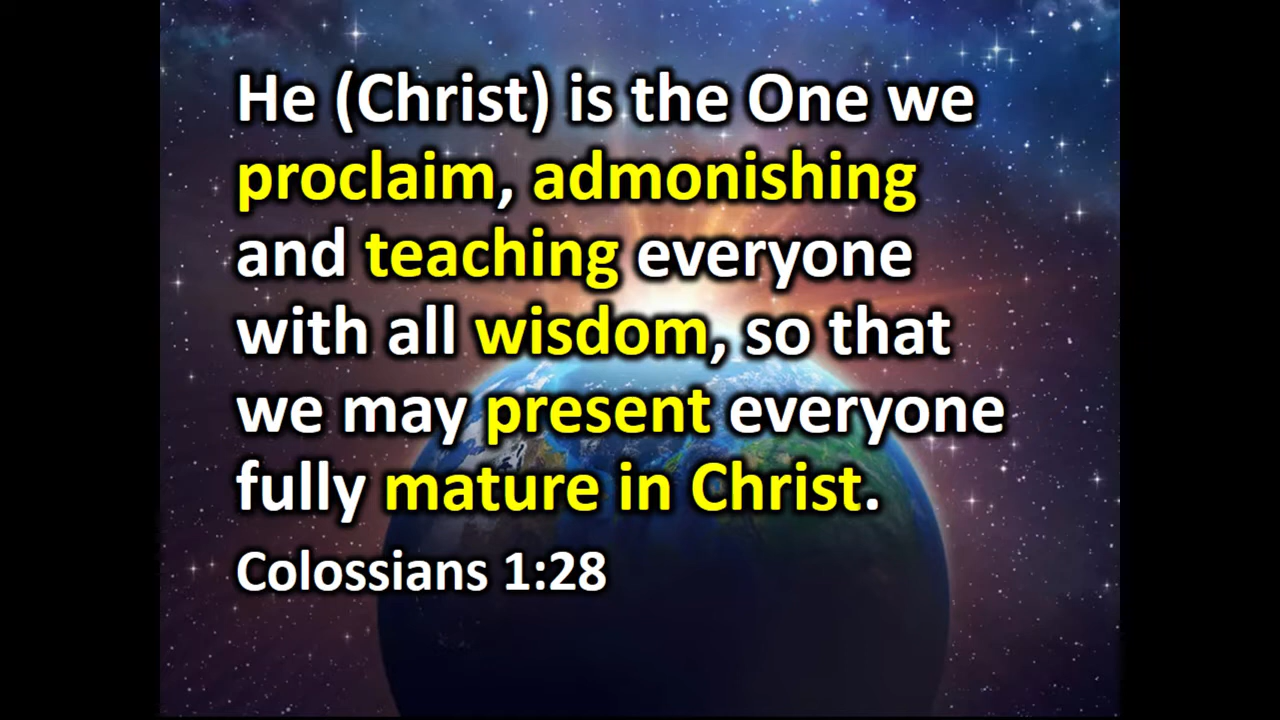 He (Christ) is the One we
proclaim, admonishing
and teaching everyone
with all wisdom, so that
we may present everyone
fully mature in Christ.
Colossians 1:28